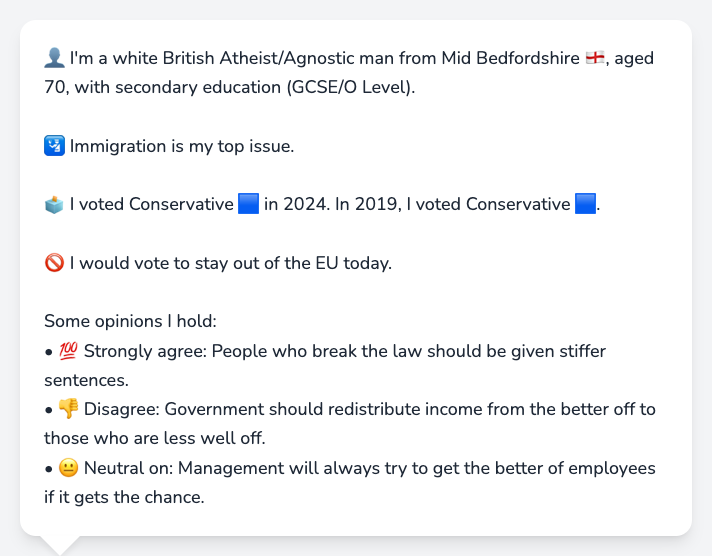 👤 I'm a white British Atheist/Agnostic man from Mid Bedfordshire 🏴󠁧󠁢󠁥󠁮󠁧󠁿, aged
70, with secondary education (GCSE/O Level).
🛂 Immigration is my top issue.
🗳️ I voted Conservative 🟦 in 2024. In 2019, I voted Conservative 🟦.
🚫 I would vote to stay out of the EU today.
Some opinions I hold:
• 💯 Strongly agree: People who break the law should be given stiffer
sentences.
• 👎 Disagree: Government should redistribute income from the better off to
those who are less well off.
• 😐 Neutral on: Management will always try to get the better of employees
if it gets the chance.